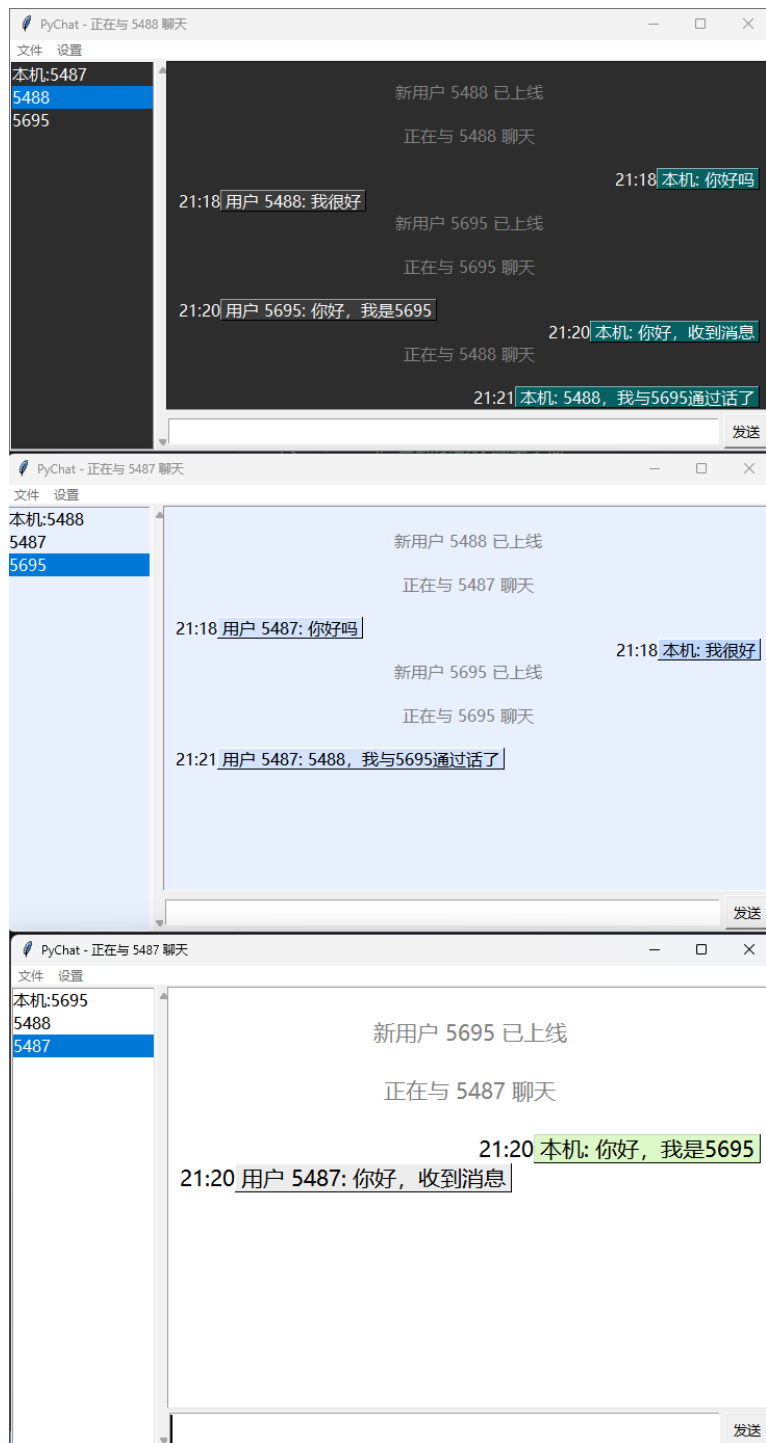 PyChat - 正在与 5488 聊天
文件 设置
本机:5487
5488
5695
新用户 5488 已上线
正在与 5488 聊天
21:18 本机: 你好吗
21:18 用户 5488: 我很好
新用户 5695 已上线
正在与 5695 聊天
21:20 用户 5695: 你好，我是5695
21:20 本机: 你好，收到消息
正在与 5488 聊天
21:21 本机: 5488，我与5695通过话了
发送
PyChat - 正在与 5487 聊天
文件 设置
本机:5488
5487
5695
新用户 5488 已上线
正在与 5487 聊天
21:18 用户 5487: 你好吗
21:18 本机: 我很好
新用户 5695 已上线
正在与 5695 聊天
21:21 用户 5487: 5488，我与5695通过话了
发送
PyChat - 正在与 5487 聊天
文件 设置
本机:5695
5488
5487
新用户 5695 已上线
正在与 5487 聊天
21:20 本机: 你好，我是5695
21:20 用户 5487: 你好，收到消息
发送